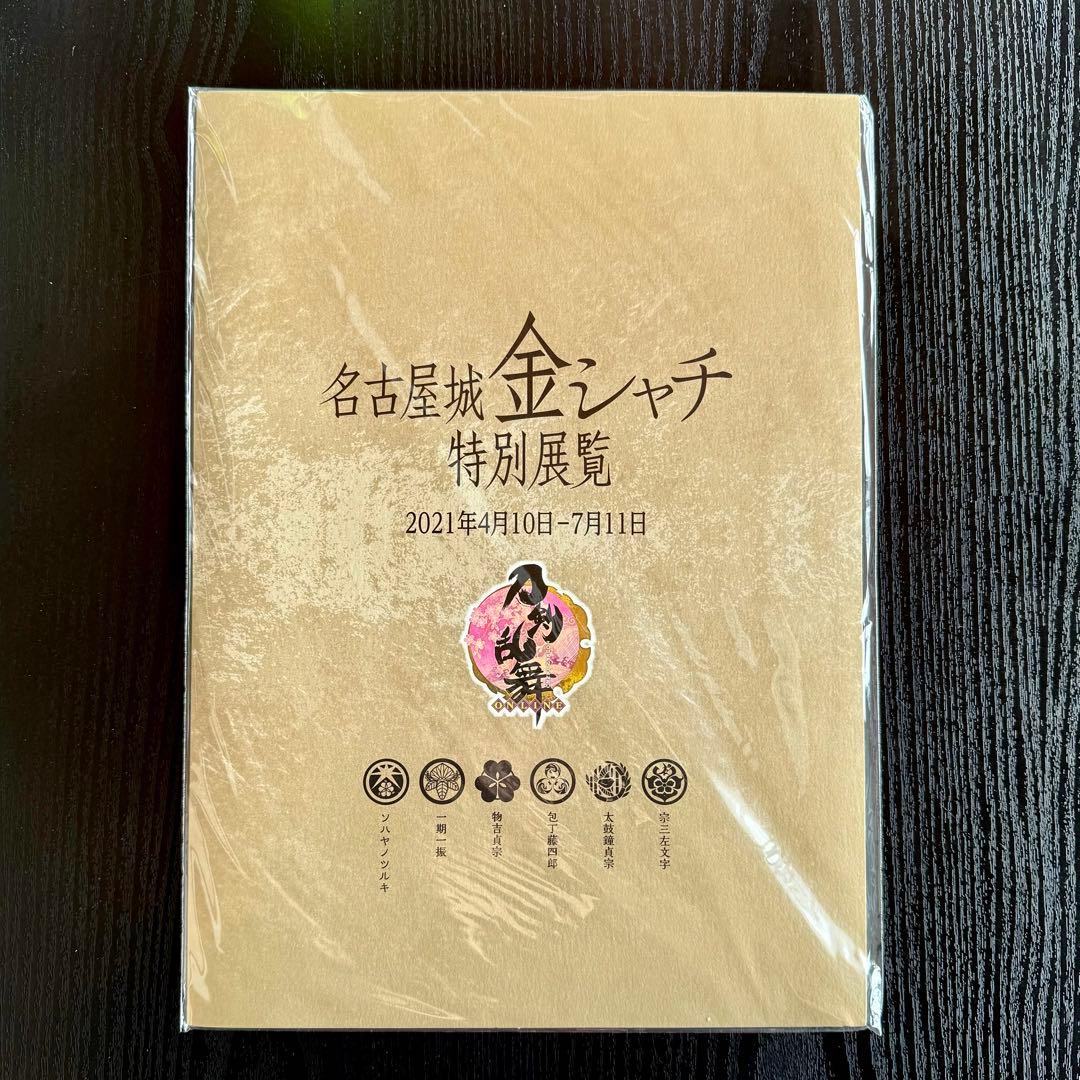 名古屋城金シャチ
特別展覧
2021年4月10日-7月11日
刀剣乱舞
ONLINE
宗三左文字
太鼓鐘貞宗
包丁藤四郎
物吉貞宗
一期一振
ソハヤノツルキ